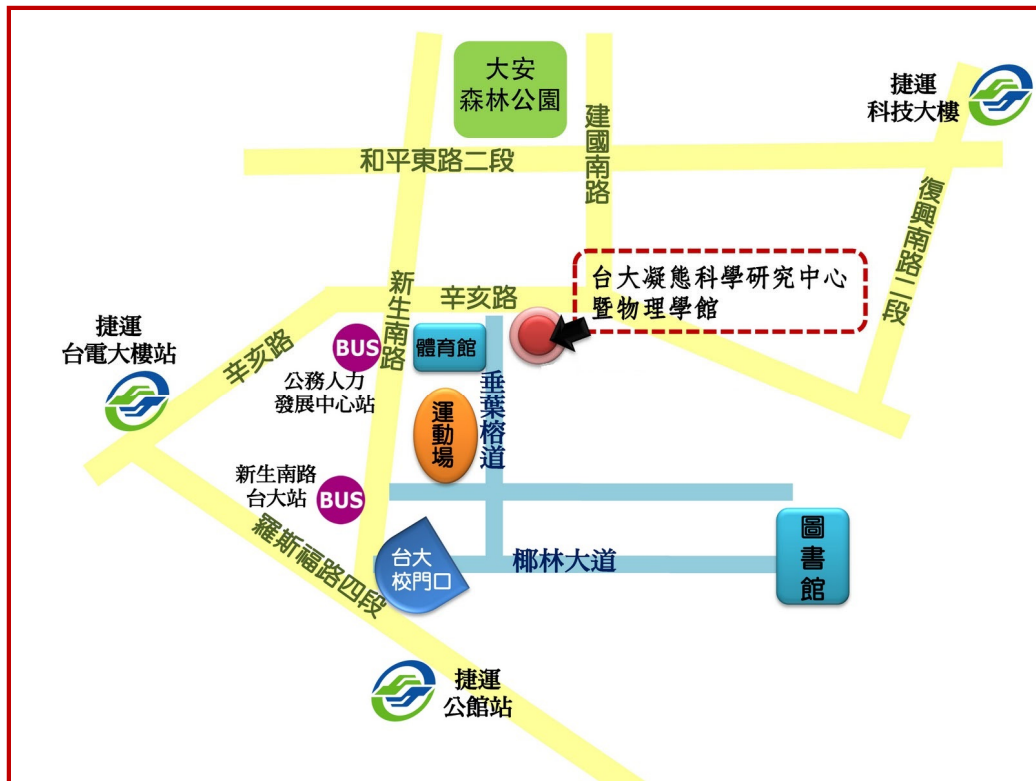 大安
森林公園
捷運
科技大樓
建國南路
和平東路二段
復興南路二段
台大凝態科學研究中心
暨物理學館
新生南路
辛亥路
捷運
台電大樓站
辛亥路
BUS
體育館
公務人力
發展中心站
運動場
垂葉榕道
新生南路
台大站
BUS
圖書館
羅斯福路四段
台大
校門口
椰林大道
捷運
公館站